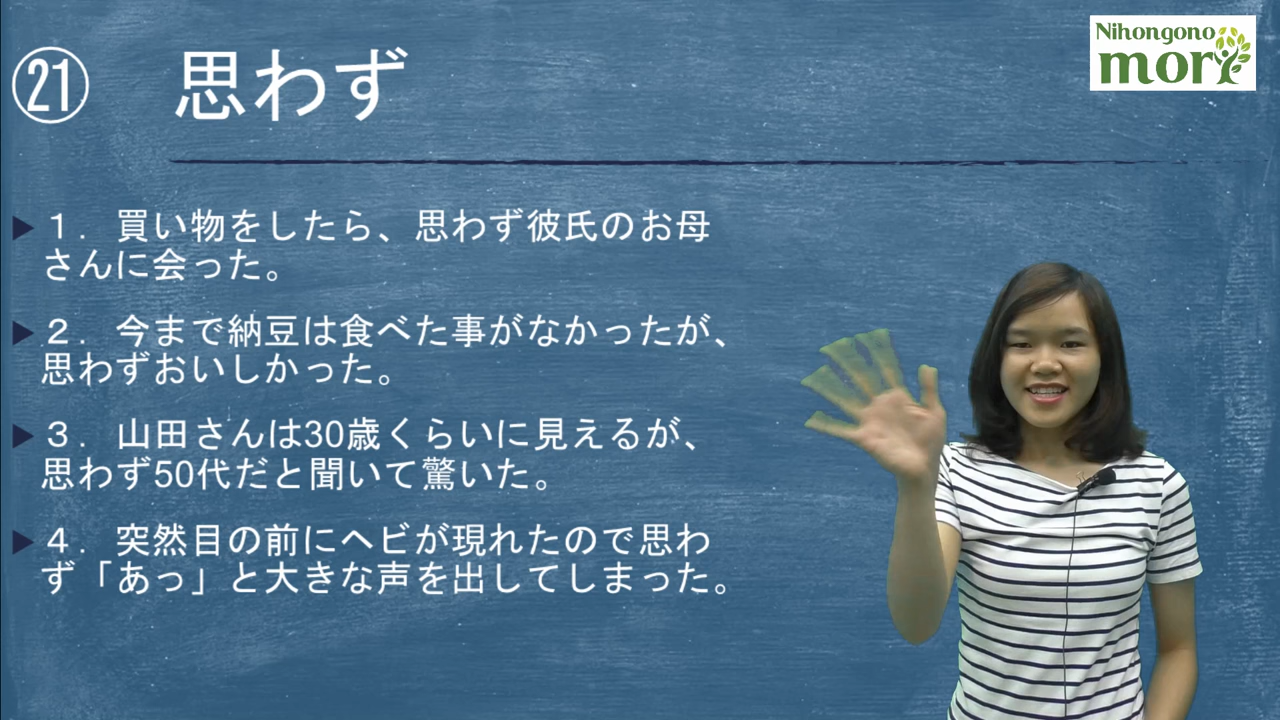 ㉑ 思わず
Nihongono
mori
１．買い物をしたら、思わず彼氏のお母
さんに会った。
２．今まで納豆は食べた事がなかったが、
思わずおいしかった。
３．山田さんは30歳くらいに見えるが、
思わず50代だと聞いて驚いた。
４．突然目の前にヘビが現れたので思わ
ず「あっ」と大きな声を出してしまった。